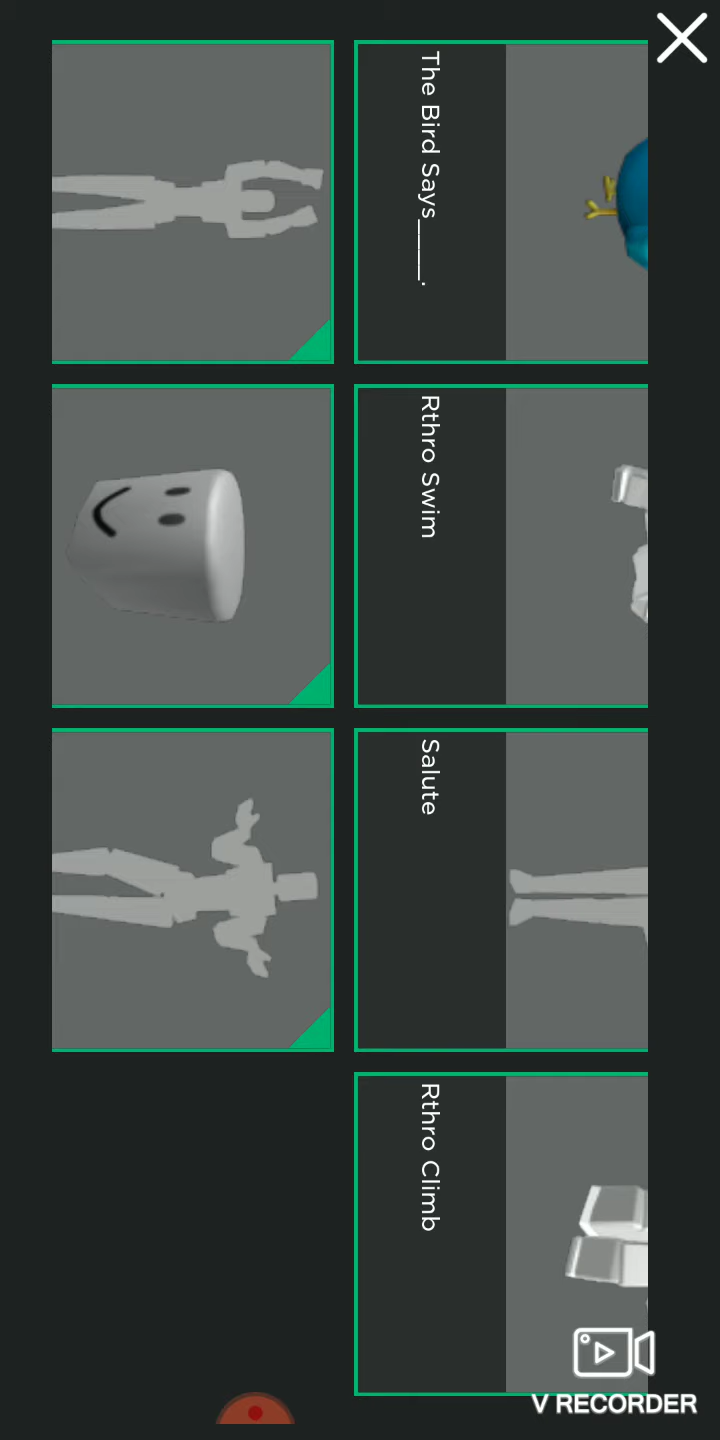 The Bird Says____.
Rthro Swim
Salute
Rthro Climb
V RECORDER